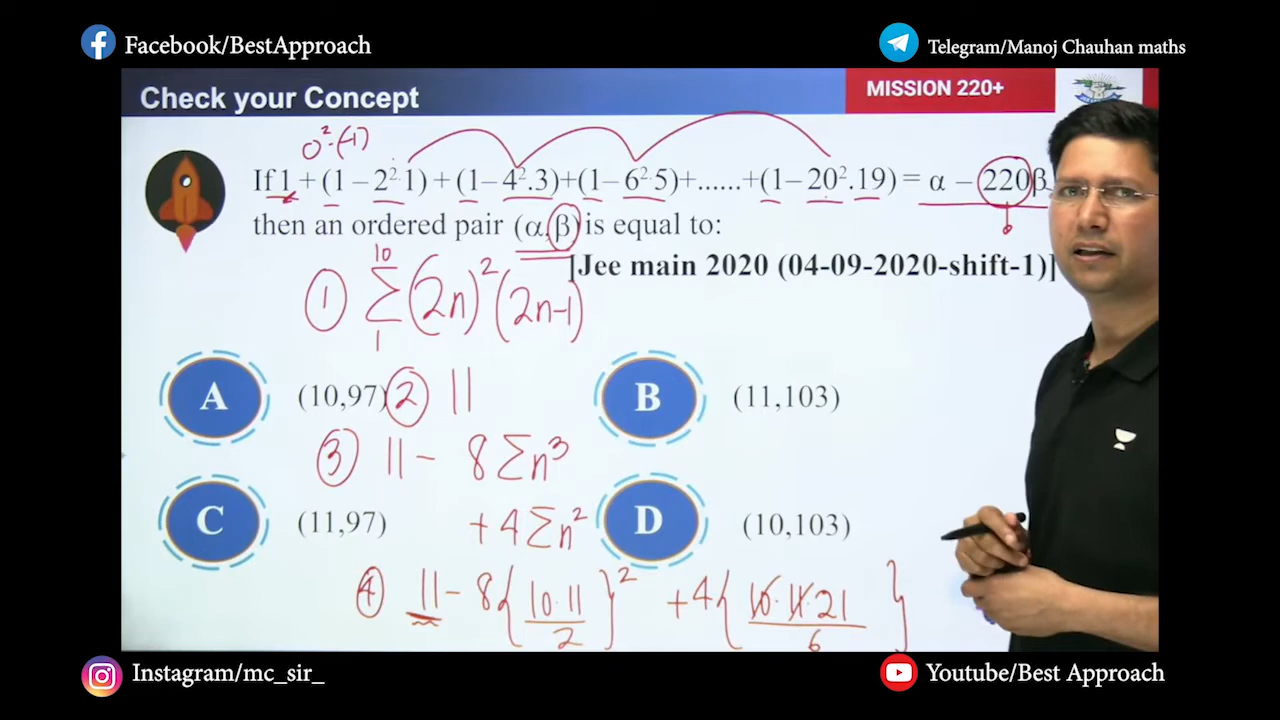 Facebook/BestApproach
Telegram/Manoj Chauhan maths
Check your Concept
MISSION 220+
0²·(-1)
If 1 + (1 – 2².1) + (1– 4².3)+(1– 6².5)+......+(1– 20².19) = α – 220β,
then an ordered pair (α,β) is equal to:
[Jee main 2020 (04-09-2020-shift-1)]
① 10 Σ 1 (2n)² (2n-1)
A (10,97)
② 11
B (11,103)
③ 11 - 8 Σn³
C (11,97)
+ 4 Σn²
D (10,103)
④ 11 - 8 { 10·11 / 2 }² + 4 { 10·11·21 / 6 }
Instagram/mc_sir_
Youtube/Best Approach